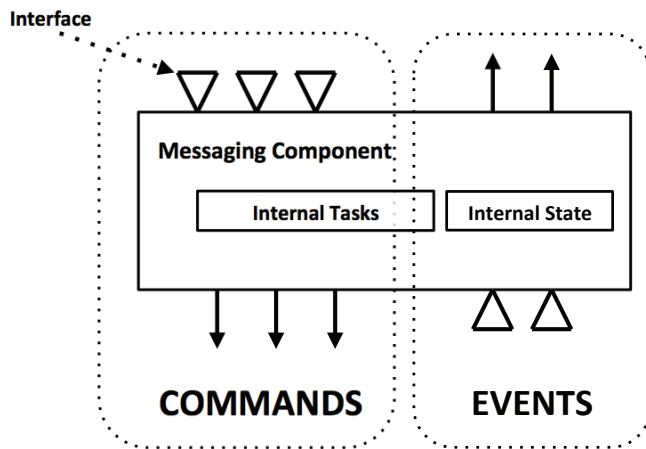 Interface
Messaging Component
Internal Tasks
Internal State
COMMANDS
EVENTS